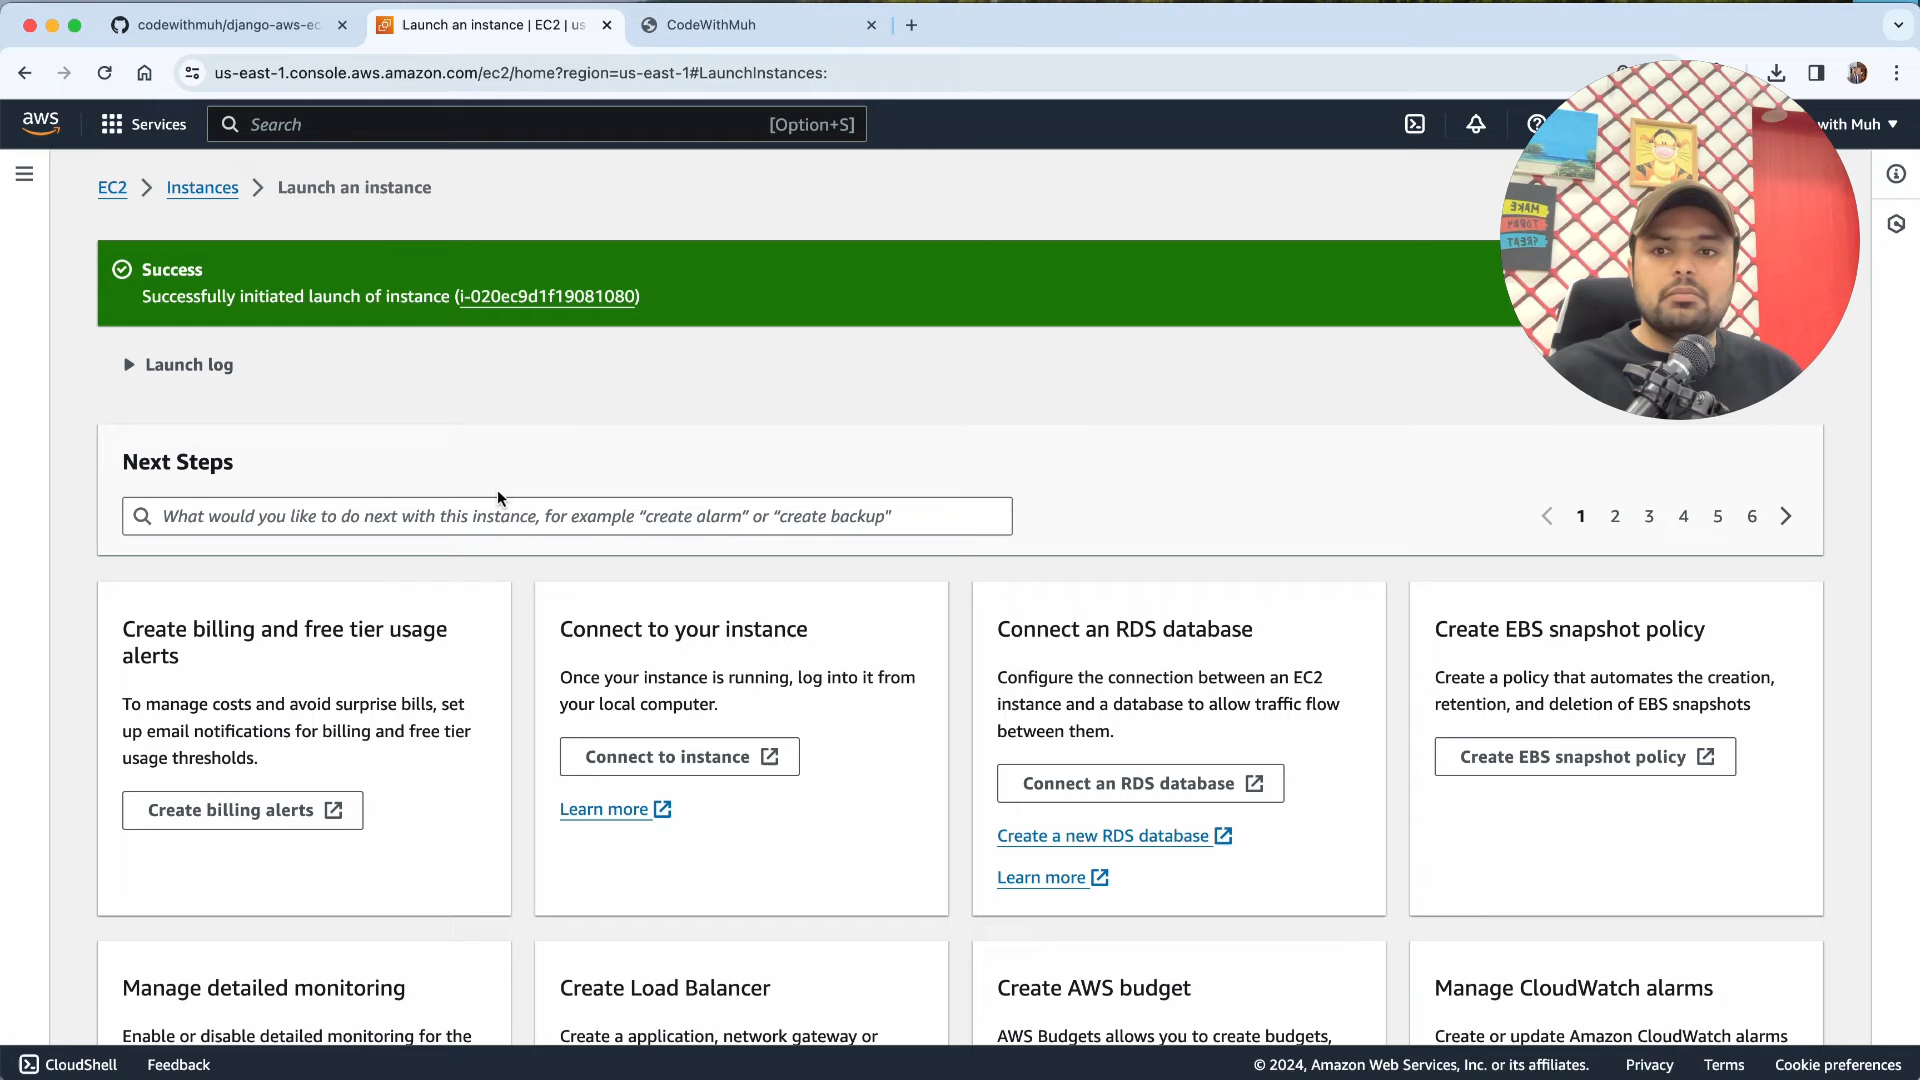 codewithmuh/django-aws-ec
Launch an instance | EC2 | us
CodeWithMuh
us-east-1.console.aws.amazon.com/ec2/home?region=us-east-1#LaunchInstances:
aws
Services
Search
[Option+S]
with Muh
EC2
Instances
Launch an instance
Success
Successfully initiated launch of instance (i-020ec9d1f19081080)
Launch log
MAKE
TODAY
GREAT
Next Steps
What would you like to do next with this instance, for example “create alarm” or “create backup"
1 2 3 4 5 6
Create billing and free tier usage
alerts
To manage costs and avoid surprise bills, set
up email notifications for billing and free tier
usage thresholds.
Create billing alerts
Connect to your instance
Once your instance is running, log into it from
your local computer.
Connect to instance
Learn more
Connect an RDS database
Configure the connection between an EC2
instance and a database to allow traffic flow
between them.
Connect an RDS database
Create a new RDS database
Learn more
Create EBS snapshot policy
Create a policy that automates the creation,
retention, and deletion of EBS snapshots
Create EBS snapshot policy
Manage detailed monitoring
Enable or disable detailed monitoring for the
Create Load Balancer
Create a application, network gateway or
Create AWS budget
AWS Budgets allows you to create budgets,
Manage CloudWatch alarms
Create or update Amazon CloudWatch alarms
CloudShell
Feedback
© 2024, Amazon Web Services, Inc. or its affiliates.
Privacy
Terms
Cookie preferences